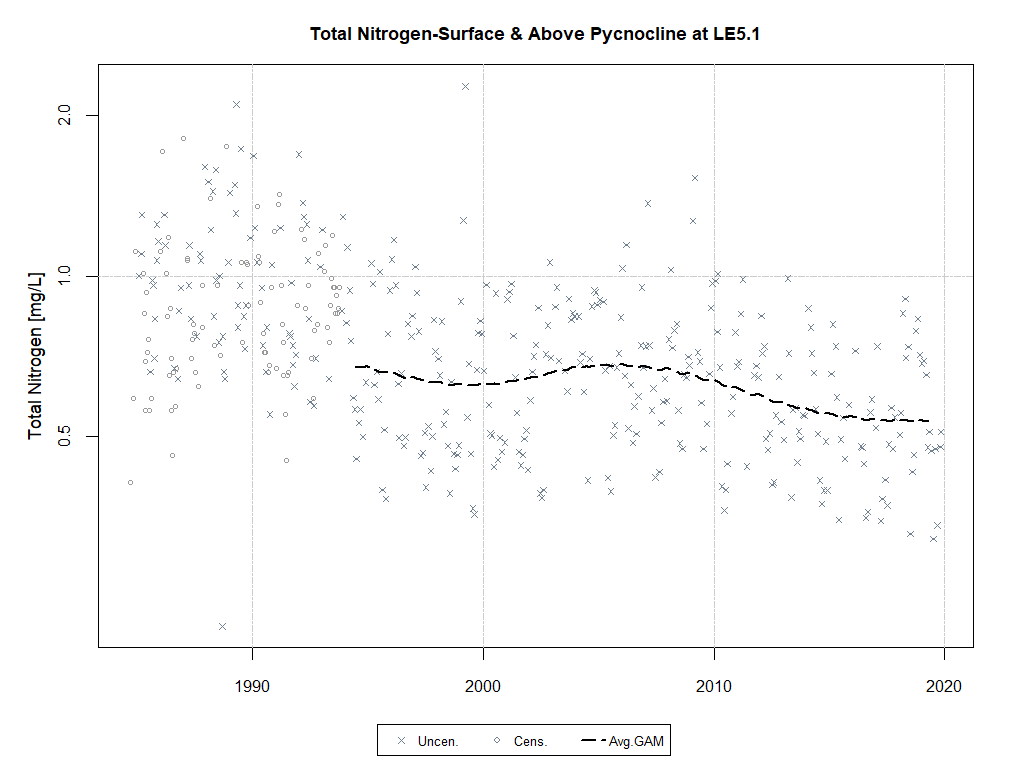 Total Nitrogen-Surface & Above Pycnocline at LE5.1
Total Nitrogen [mg/L]
2.0
1.0
0.5
1990 2000 2010 2020
Uncen. Cens. Avg.GAM